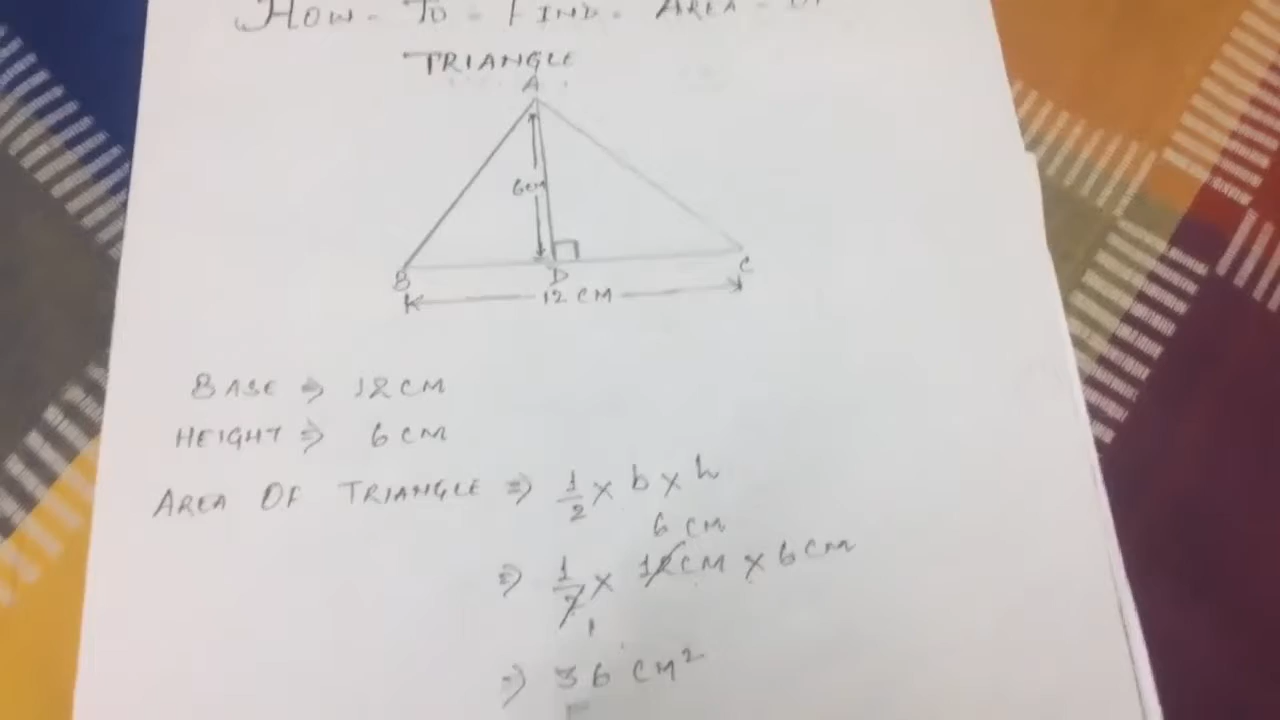 HOW - TO - FIND - AREA - OF
TRIANGLE
A
6cm
B D C
12 CM
BASE ⇒ 12 CM
HEIGHT ⇒ 6 CM
AREA OF TRIANGLE ⇒ 1/2 × b × h
6 CM
⇒ 1/2 × 12 CM × 6 CM
1
⇒ 36 CM²